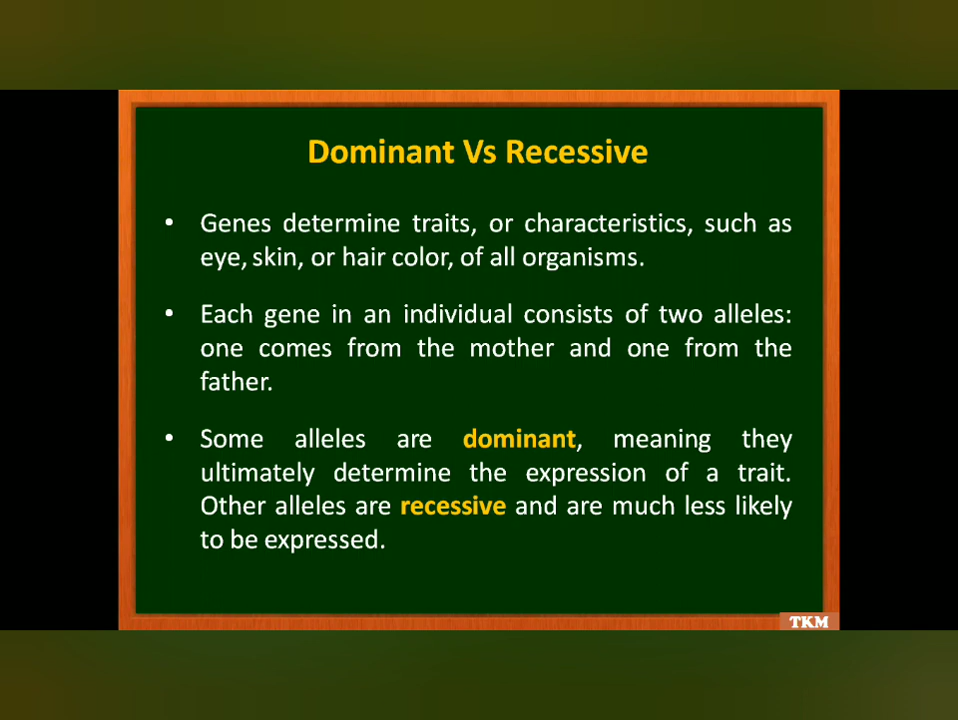 Dominant Vs Recessive
• Genes determine traits, or characteristics, such as
eye, skin, or hair color, of all organisms.
• Each gene in an individual consists of two alleles:
one comes from the mother and one from the
father.
• Some alleles are dominant, meaning they
ultimately determine the expression of a trait.
Other alleles are recessive and are much less likely
to be expressed.
TKM